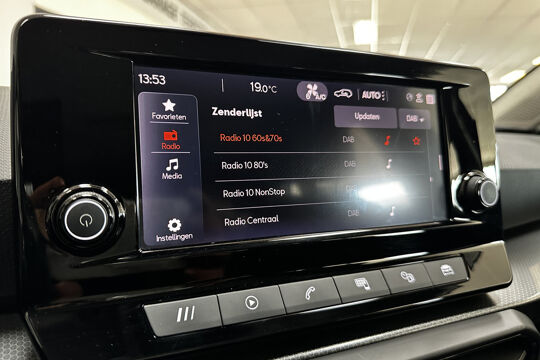 13:53
19.0°C
A/C
AUTO
Favorieten
Radio
Media
Instellingen
Zenderlijst
Updaten
DAB
Radio 10 60s&70s DAB
Radio 10 80's
Radio 10 NonStop DAB
Radio Centraal DAB